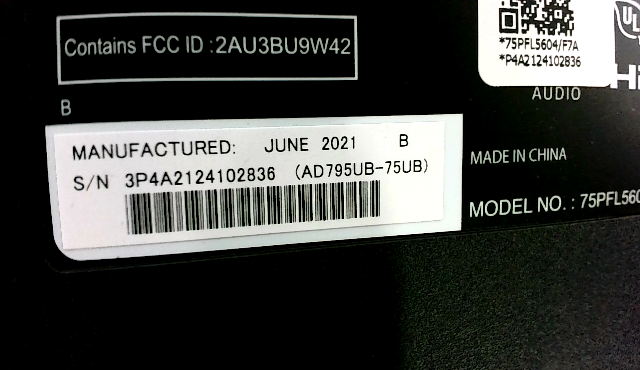 Contains FCC ID : 2AU3BU9W42
*75PFL5604/F7A
*P4A2124102836
UL
AUDIO
B
MANUFACTURED: JUNE 2021 B
S/N 3P4A2124102836 (AD795UB-75UB)
MADE IN CHINA
MODEL NO. : 75PFL560